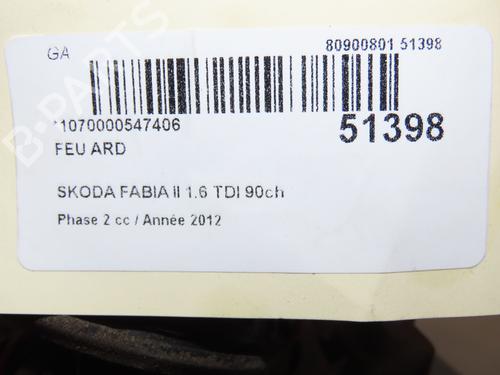 GA
80900801 51398
*1070000547406
51398
FEU ARD
SKODA FABIA II 1.6 TDI 90ch
Phase 2 cc / Année 2012
B-PARTS